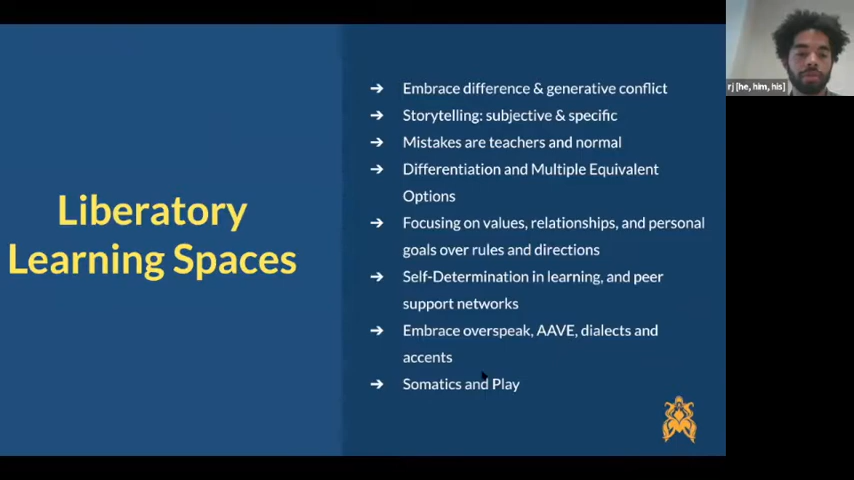 rj [he, him, his]
Liberatory
Learning Spaces
➔ Embrace difference & generative conflict
➔ Storytelling: subjective & specific
➔ Mistakes are teachers and normal
➔ Differentiation and Multiple Equivalent
Options
➔ Focusing on values, relationships, and personal
goals over rules and directions
➔ Self-Determination in learning, and peer
support networks
➔ Embrace overspeak, AAVE, dialects and
accents
➔ Somatics and Play